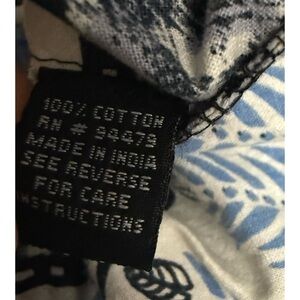 100% COTTON
RN # 94479
MADE IN INDIA
SEE REVERSE
FOR CARE
INSTRUCTIONS